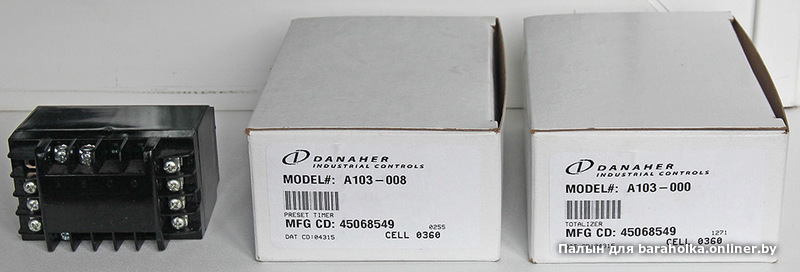 DANAHER
INDUSTRIAL CONTROLS
MODEL#: A103-008
PRESET TIMER
MFG CD: 45068549
0255
DAT CD:04315
CELL 0360
DANAHER
INDUSTRIAL CONTROLS
MODEL#: A103-000
TOTALIZER
MFG CD: 45068549
1271
CELL 0360
Палын для baraholka.onliner.by